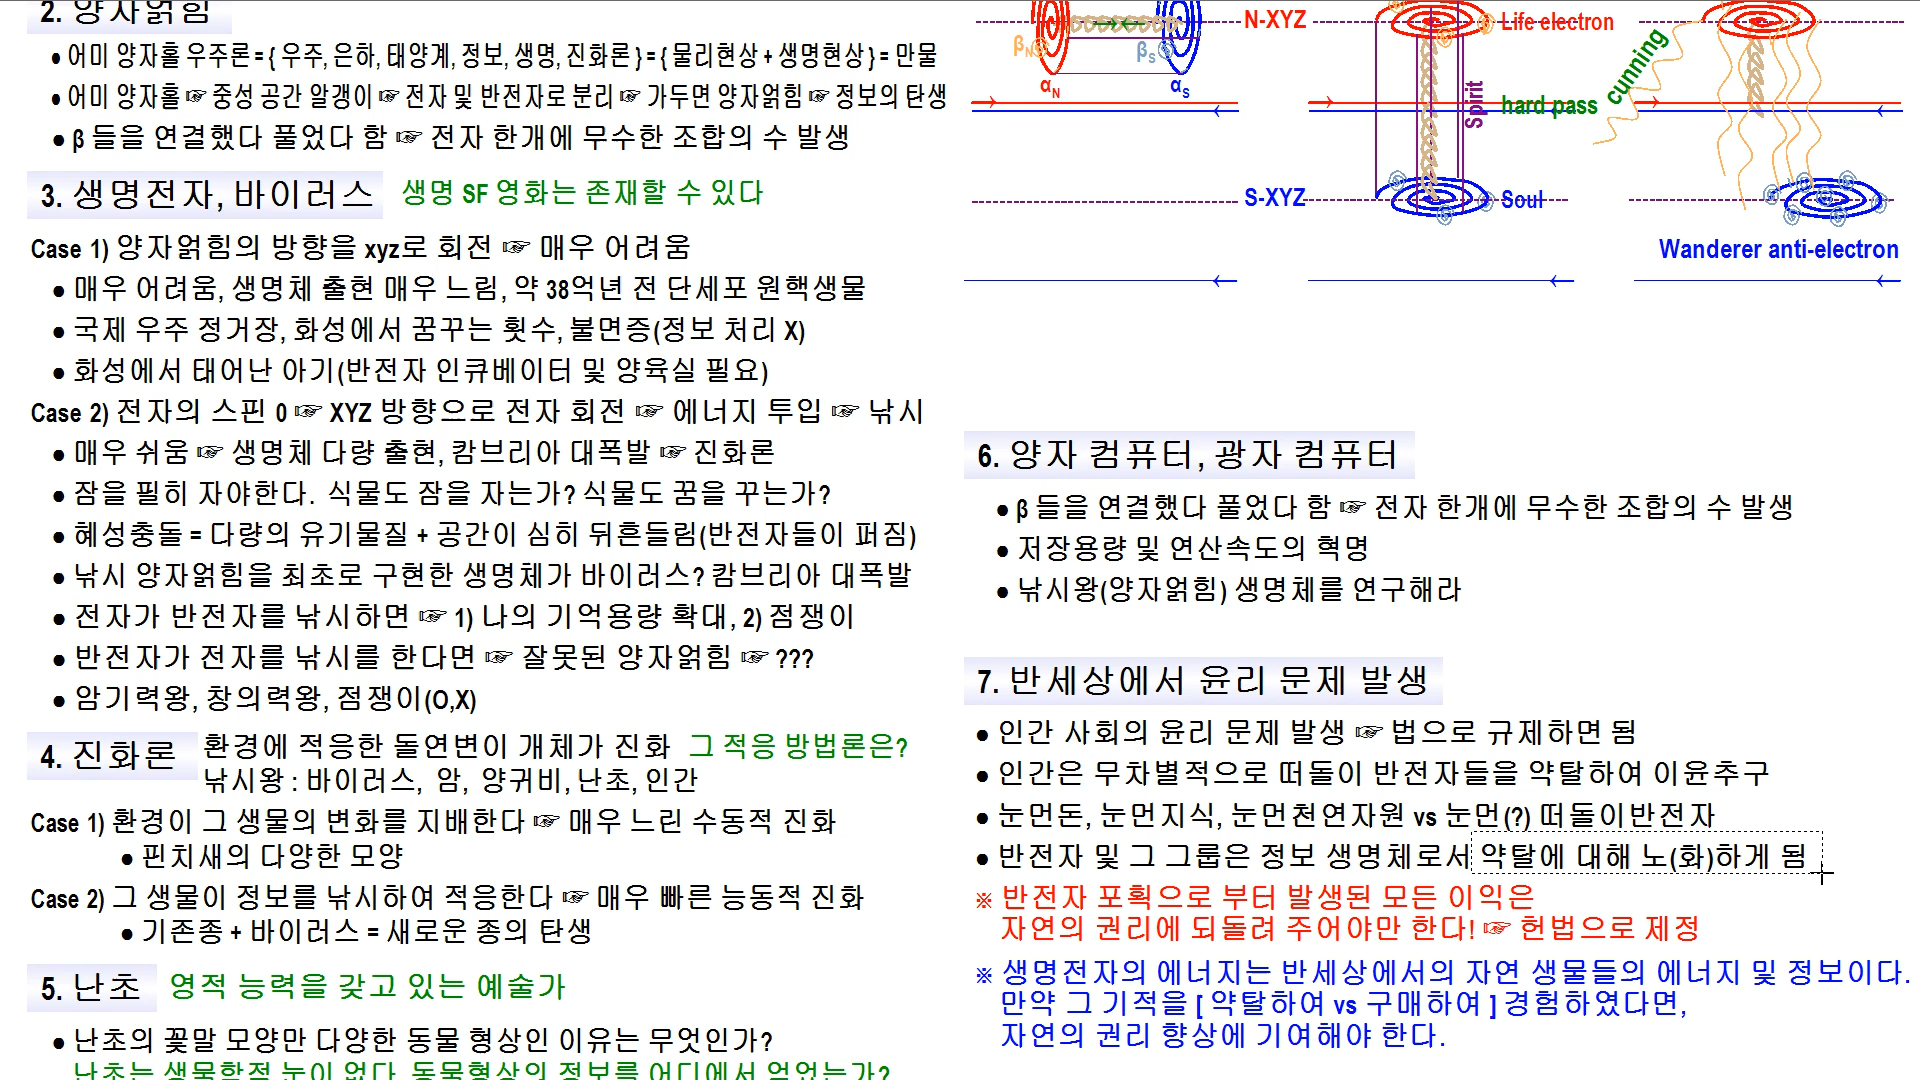 2. 양자얽힘
● 어미 양자홀 우주론 = { 우주, 은하, 태양계, 정보, 생명, 진화론 } = { 물리현상 + 생명현상 } = 만물
● 어미 양자홀 ☞ 중성 공간 알갱이 ☞ 전자 및 반전자로 분리 ☞ 가두면 양자얽힘 ☞ 정보의 탄생
● β 들을 연결했다 풀었다 함 ☞ 전자 한개에 무수한 조합의 수 발생
3. 생명전자, 바이러스 생명 SF 영화는 존재할 수 있다
Case 1) 양자얽힘의 방향을 xyz로 회전 ☞ 매우 어려움
● 매우 어려움, 생명체 출현 매우 느림, 약 38억년 전 단세포 원핵생물
● 국제 우주 정거장, 화성에서 꿈꾸는 횟수, 불면증(정보 처리 X)
● 화성에서 태어난 아기(반전자 인큐베이터 및 양육실 필요)
Case 2) 전자의 스핀 0 ☞ XYZ 방향으로 전자 회전 ☞ 에너지 투입 ☞ 낚시
● 매우 쉬움 ☞ 생명체 다량 출현, 캄브리아 대폭발 ☞ 진화론
● 잠을 필히 자야한다. 식물도 잠을 자는가? 식물도 꿈을 꾸는가?
● 혜성충돌 = 다량의 유기물질 + 공간이 심히 뒤흔들림(반전자들이 퍼짐)
● 낚시 양자얽힘을 최초로 구현한 생명체가 바이러스? 캄브리아 대폭발
● 전자가 반전자를 낚시하면 ☞ 1) 나의 기억용량 확대, 2) 점쟁이
● 반전자가 전자를 낚시를 한다면 ☞ 잘못된 양자얽힘 ☞ ???
● 암기력왕, 창의력왕, 점쟁이(O,X)
4. 진화론 환경에 적응한 돌연변이 개체가 진화 그 적응 방법론은?
낚시왕 : 바이러스, 암, 양귀비, 난초, 인간
Case 1) 환경이 그 생물의 변화를 지배한다 ☞ 매우 느린 수동적 진화
● 핀치새의 다양한 모양
Case 2) 그 생물이 정보를 낚시하여 적응한다 ☞ 매우 빠른 능동적 진화
● 기존종 + 바이러스 = 새로운 종의 탄생
5. 난초 영적 능력을 갖고 있는 예술가
● 난초의 꽃말 모양만 다양한 동물 형상인 이유는 무엇인가?
난초는 생물학적 눈이 없다. 동물형상의 정보를 어디에서 얻었는가?
βN βS
αN αS
N-XYZ
S-XYZ
Life electron
Spirit
hard pass
Soul
cunning
Wanderer anti-electron
6. 양자 컴퓨터, 광자 컴퓨터
● β 들을 연결했다 풀었다 함 ☞ 전자 한개에 무수한 조합의 수 발생
● 저장용량 및 연산속도의 혁명
● 낚시왕(양자얽힘) 생명체를 연구해라
7. 반세상에서 윤리 문제 발생
● 인간 사회의 윤리 문제 발생 ☞ 법으로 규제하면 됨
● 인간은 무차별적으로 떠돌이 반전자들을 약탈하여 이윤추구
● 눈먼돈, 눈먼지식, 눈먼천연자원 vs 눈먼(?) 떠돌이반전자
● 반전자 및 그 그룹은 정보 생명체로서 약탈에 대해 노(화)하게 됨
※ 반전자 포획으로 부터 발생된 모든 이익은
자연의 권리에 되돌려 주어야만 한다! ☞ 헌법으로 제정
※ 생명전자의 에너지는 반세상에서의 자연 생물들의 에너지 및 정보이다.
만약 그 기적을 [ 약탈하여 vs 구매하여 ] 경험하였다면,
자연의 권리 향상에 기여해야 한다.